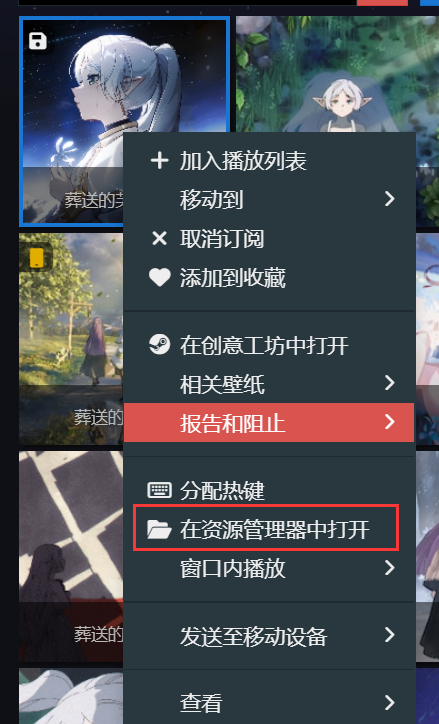 葬送的
加入播放列表
移动到
取消订阅
添加到收藏
在创意工坊中打开
相关壁纸
葬送的
报告和阻止
分配热键
在资源管理器中打开
窗口内播放
葬送的
发送至移动设备
查看